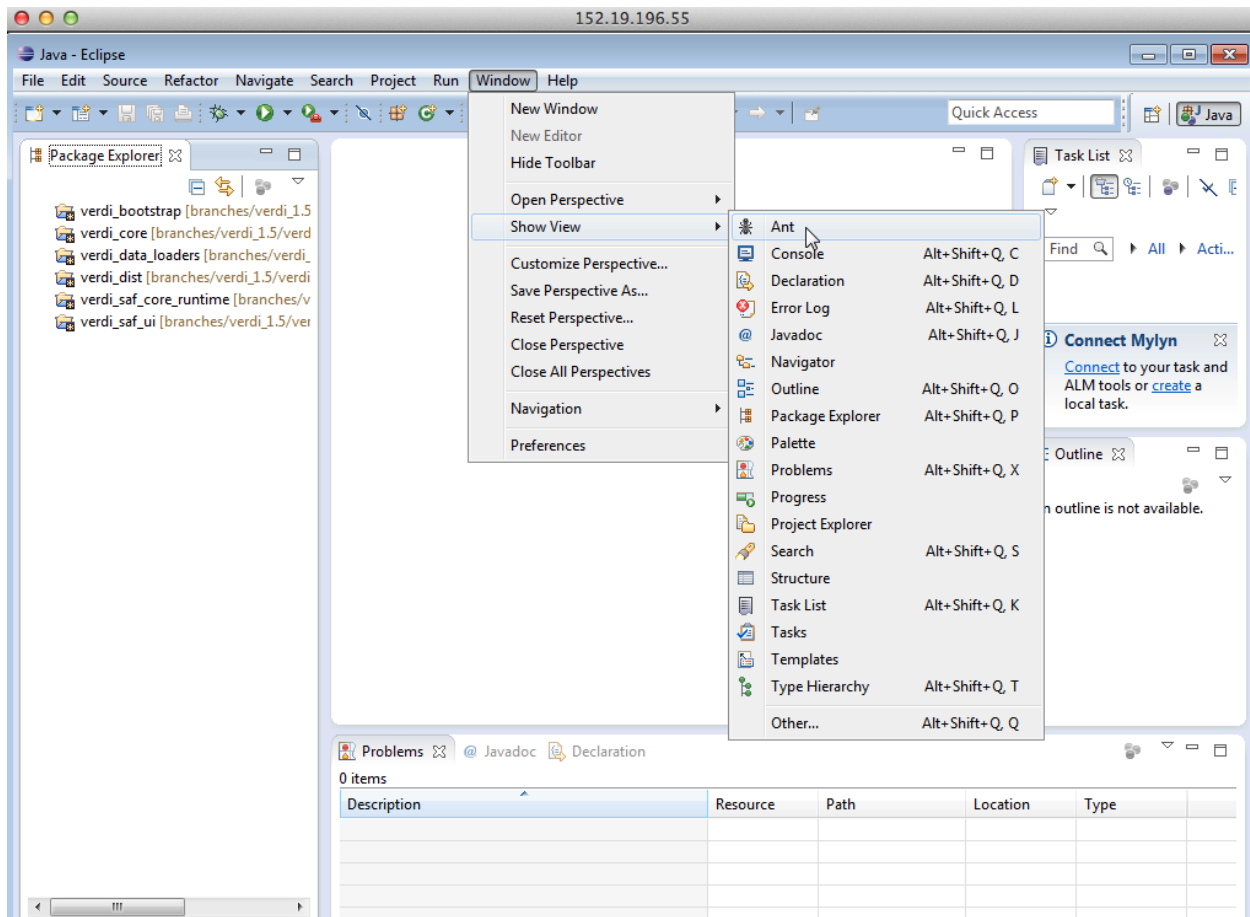 152.19.196.55
Java - Eclipse
File Edit Source Refactor Navigate Search Project Run Window Help
Quick Access
Java
Package Explorer
verdi_bootstrap [branches/verdi_1.5
verdi_core [branches/verdi_1.5/verd
verdi_data_loaders [branches/verdi_
verdi_dist [branches/verdi_1.5/verdi
verdi_saf_core_runtime [branches/v
verdi_saf_ui [branches/verdi_1.5/ver
New Window
New Editor
Hide Toolbar
Open Perspective
Show View
Customize Perspective...
Save Perspective As...
Reset Perspective...
Close Perspective
Close All Perspectives
Navigation
Preferences
Ant
Console Alt+Shift+Q, C
Declaration Alt+Shift+Q, D
Error Log Alt+Shift+Q, L
Javadoc Alt+Shift+Q, J
Navigator
Outline Alt+Shift+Q, O
Package Explorer Alt+Shift+Q, P
Palette
Problems Alt+Shift+Q, X
Progress
Project Explorer
Search Alt+Shift+Q, S
Structure
Task List Alt+Shift+Q, K
Tasks
Templates
Type Hierarchy Alt+Shift+Q, T
Other... Alt+Shift+Q, Q
Task List
Find All Acti...
Connect Mylyn
Connect to your task and
ALM tools or create a
local task.
Outline
n outline is not available.
Problems @ Javadoc Declaration
0 items
Description Resource Path Location Type